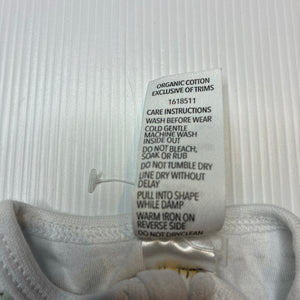 ORGANIC COTTON
EXCLUSIVE OF TRIMS
1618511
CARE INSTRUCTIONS
WASH BEFORE WEAR
COLD GENTLE
MACHINE WASH
INSIDE OUT
DO NOT BLEACH,
SOAK OR RUB
DO NOT TUMBLE DRY
LINE DRY WITHOUT
DELAY
PULL INTO SHAPE
WHILE DAMP
WARM IRON ON
REVERSE SIDE
DO NOT DRYCLEAN